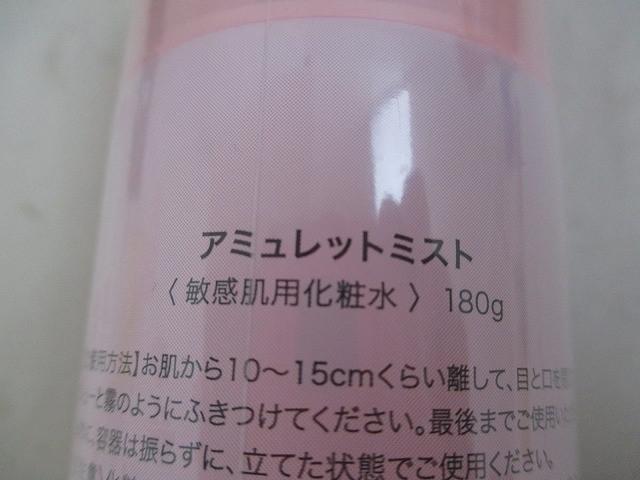 アミュレットミスト
〈 敏感肌用化粧水 〉 180g
使用方法】お肌から10〜15cmくらい離して、目と口を
と霧のようにふきつけてください。最後までご使用
に、容器は振らずに、立てた状態でご使用ください。